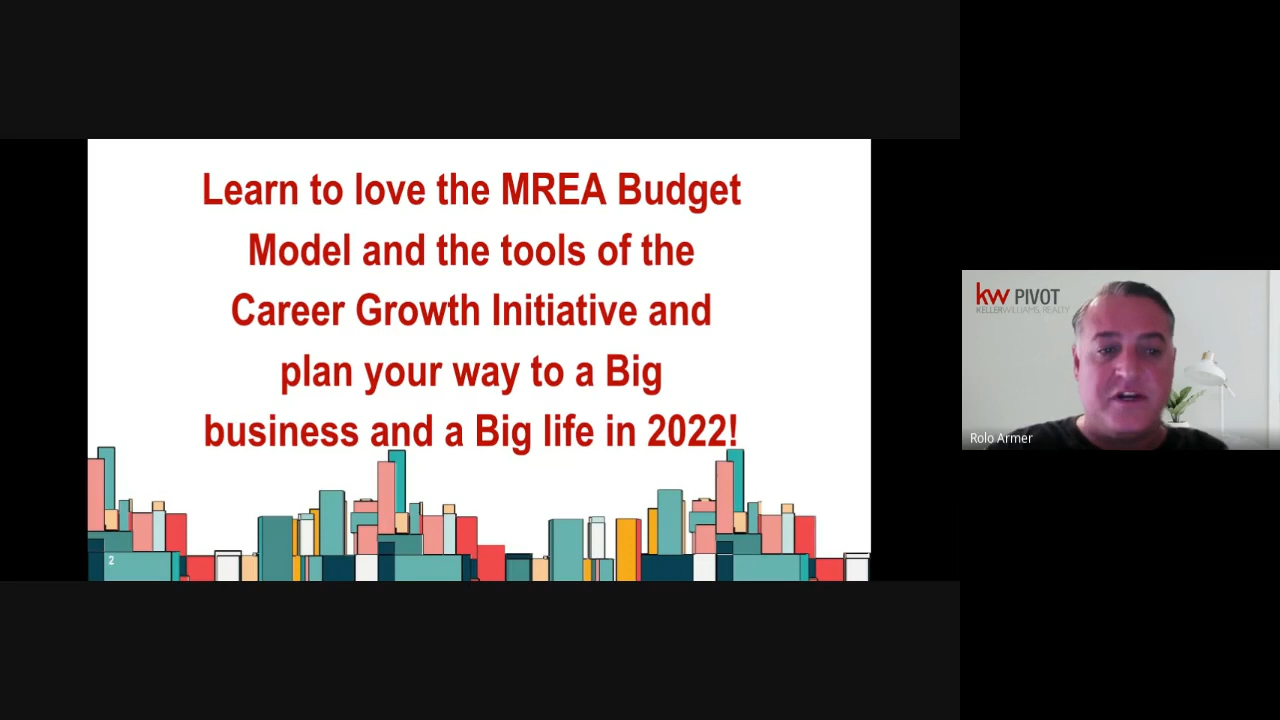 Learn to love the MREA Budget
Model and the tools of the
Career Growth Initiative and
plan your way to a Big
business and a Big life in 2022!
2
kw PIVOT
KELLERWILLIAMS. REALTY
Rolo Armer